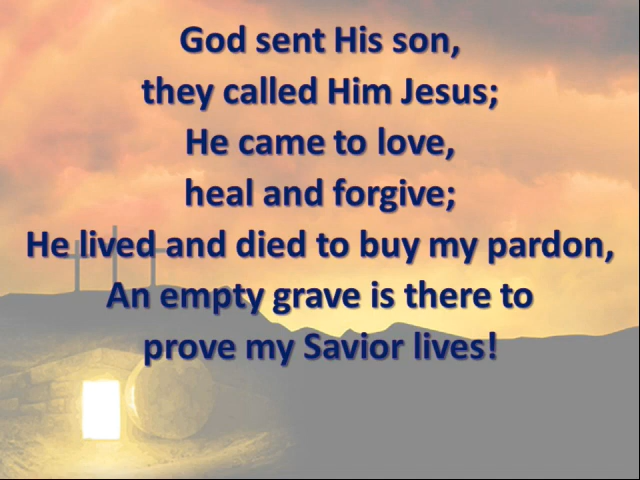 God sent His son,
they called Him Jesus;
He came to love,
heal and forgive;
He lived and died to buy my pardon,
An empty grave is there to
prove my Savior lives!